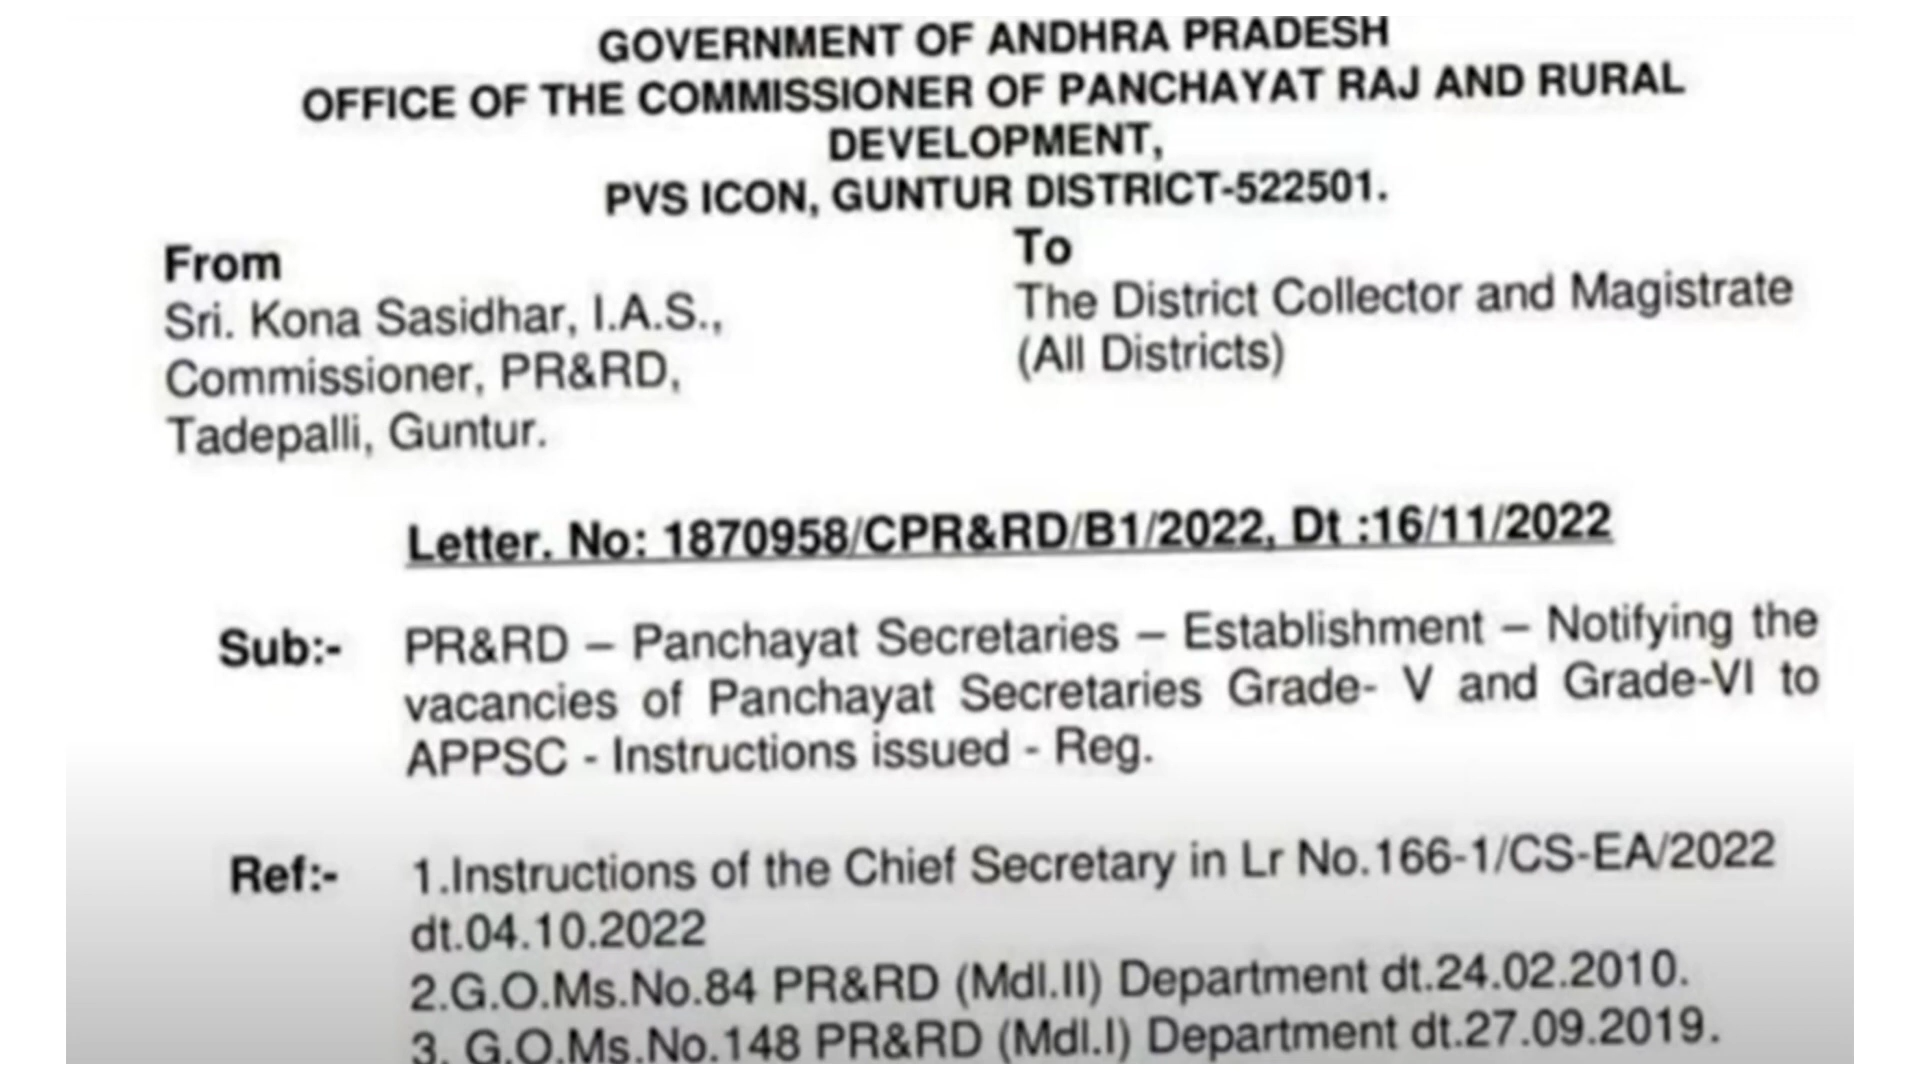 GOVERNMENT OF ANDHRA PRADESH
OFFICE OF THE COMMISSIONER OF PANCHAYAT RAJ AND RURAL
DEVELOPMENT,
PVS ICON, GUNTUR DISTRICT-522501.
From
Sri. Kona Sasidhar, I.A.S.,
Commissioner, PR&RD,
Tadepalli, Guntur.
To
The District Collector and Magistrate
(All Districts)
Letter. No: 1870958/CPR&RD/B1/2022, Dt :16/11/2022
Sub:- PR&RD – Panchayat Secretaries – Establishment – Notifying the
vacancies of Panchayat Secretaries Grade- V and Grade-VI to
APPSC - Instructions issued - Reg.
Ref:- 1.Instructions of the Chief Secretary in Lr No.166-1/CS-EA/2022
dt.04.10.2022
2.G.O.Ms.No.84 PR&RD (Mdl.II) Department dt.24.02.2010.
3. G.O.Ms.No.148 PR&RD (Mdl.I) Department dt.27.09.2019.